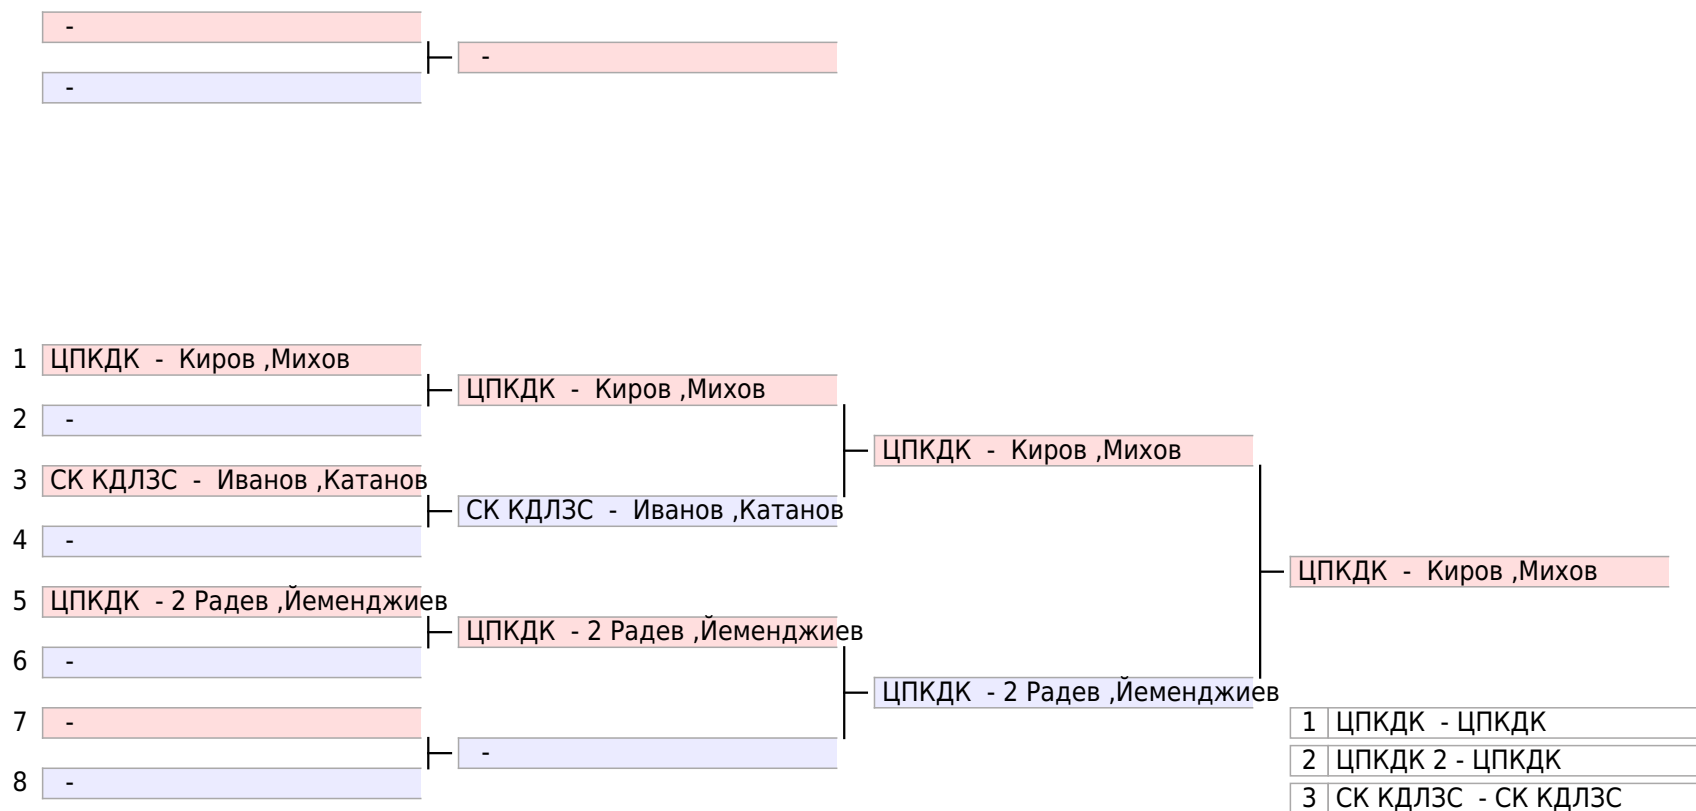 -
-
-
1 ЦПКДК - Киров ,Михов
ЦПКДК - Киров ,Михов
2 -
ЦПКДК - Киров ,Михов
3 СК КДЛЗС - Иванов ,Катанов
СК КДЛЗС - Иванов ,Катанов
4 -
ЦПКДК - Киров ,Михов
5 ЦПКДК - 2 Радев ,Йеменджиев
ЦПКДК - 2 Радев ,Йеменджиев
6 -
ЦПКДК - 2 Радев ,Йеменджиев
7 -
1 ЦПКДК - ЦПКДК
-
2 ЦПКДК 2 - ЦПКДК
8 -
3 СК КДЛЗС - СК КДЛЗС